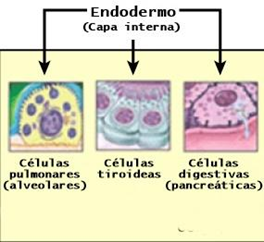 Endodermo
(Capa interna)
Células pulmonares (alveolares)
Células tiroideas
Células digestivas (pancreáticas)